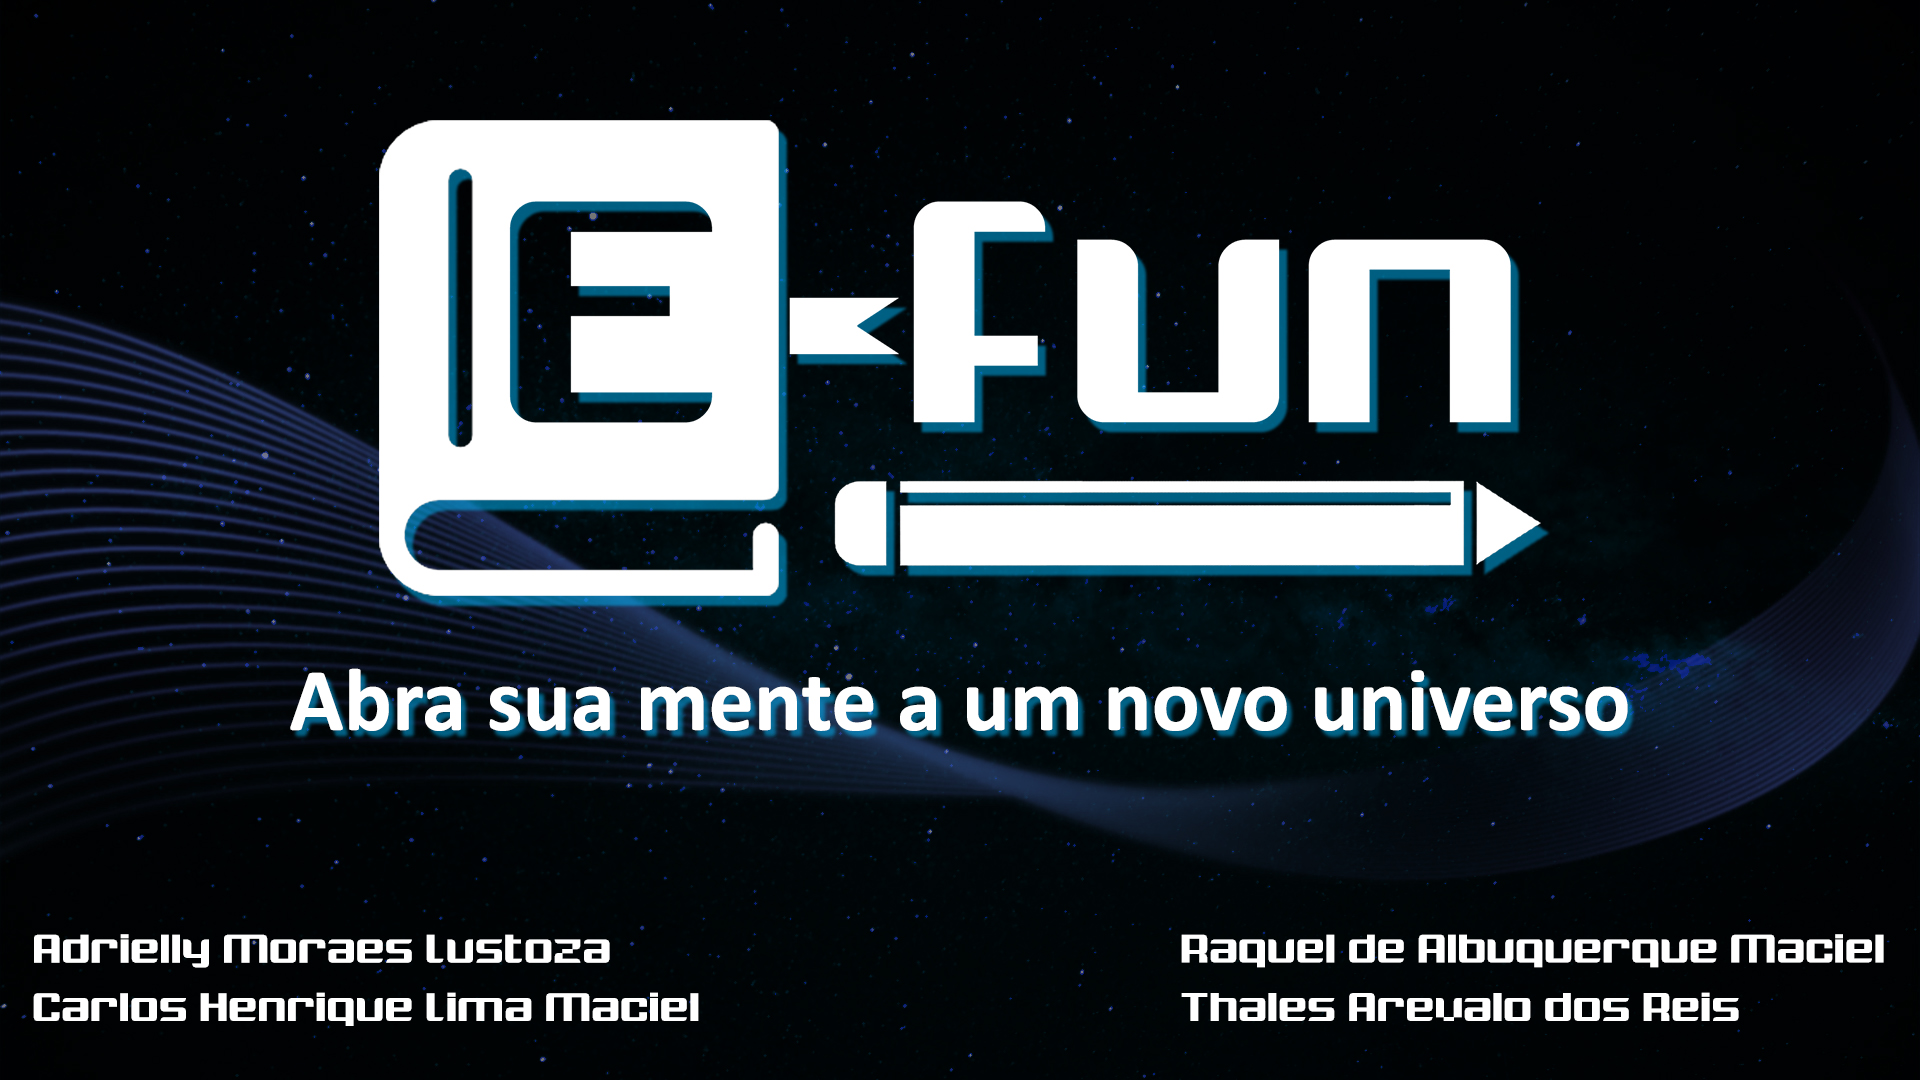 E-Fun
Abra sua mente a um novo universo
Adrielly Moraes Lustoza
Carlos Henrique Lima Maciel
Raquel de Albuquerque Maciel
Thales Arevalo dos Reis